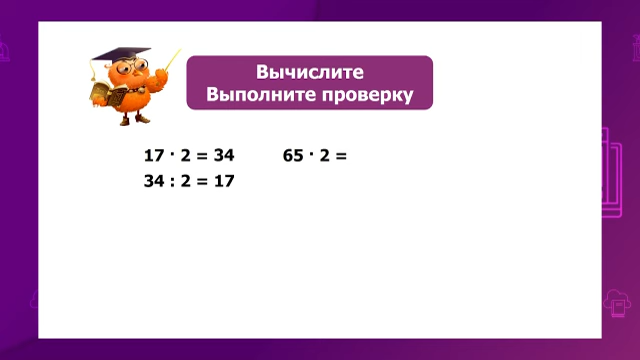 Вычислите
Выполните проверку
17 · 2 = 34 65 · 2 =
34 : 2 = 17